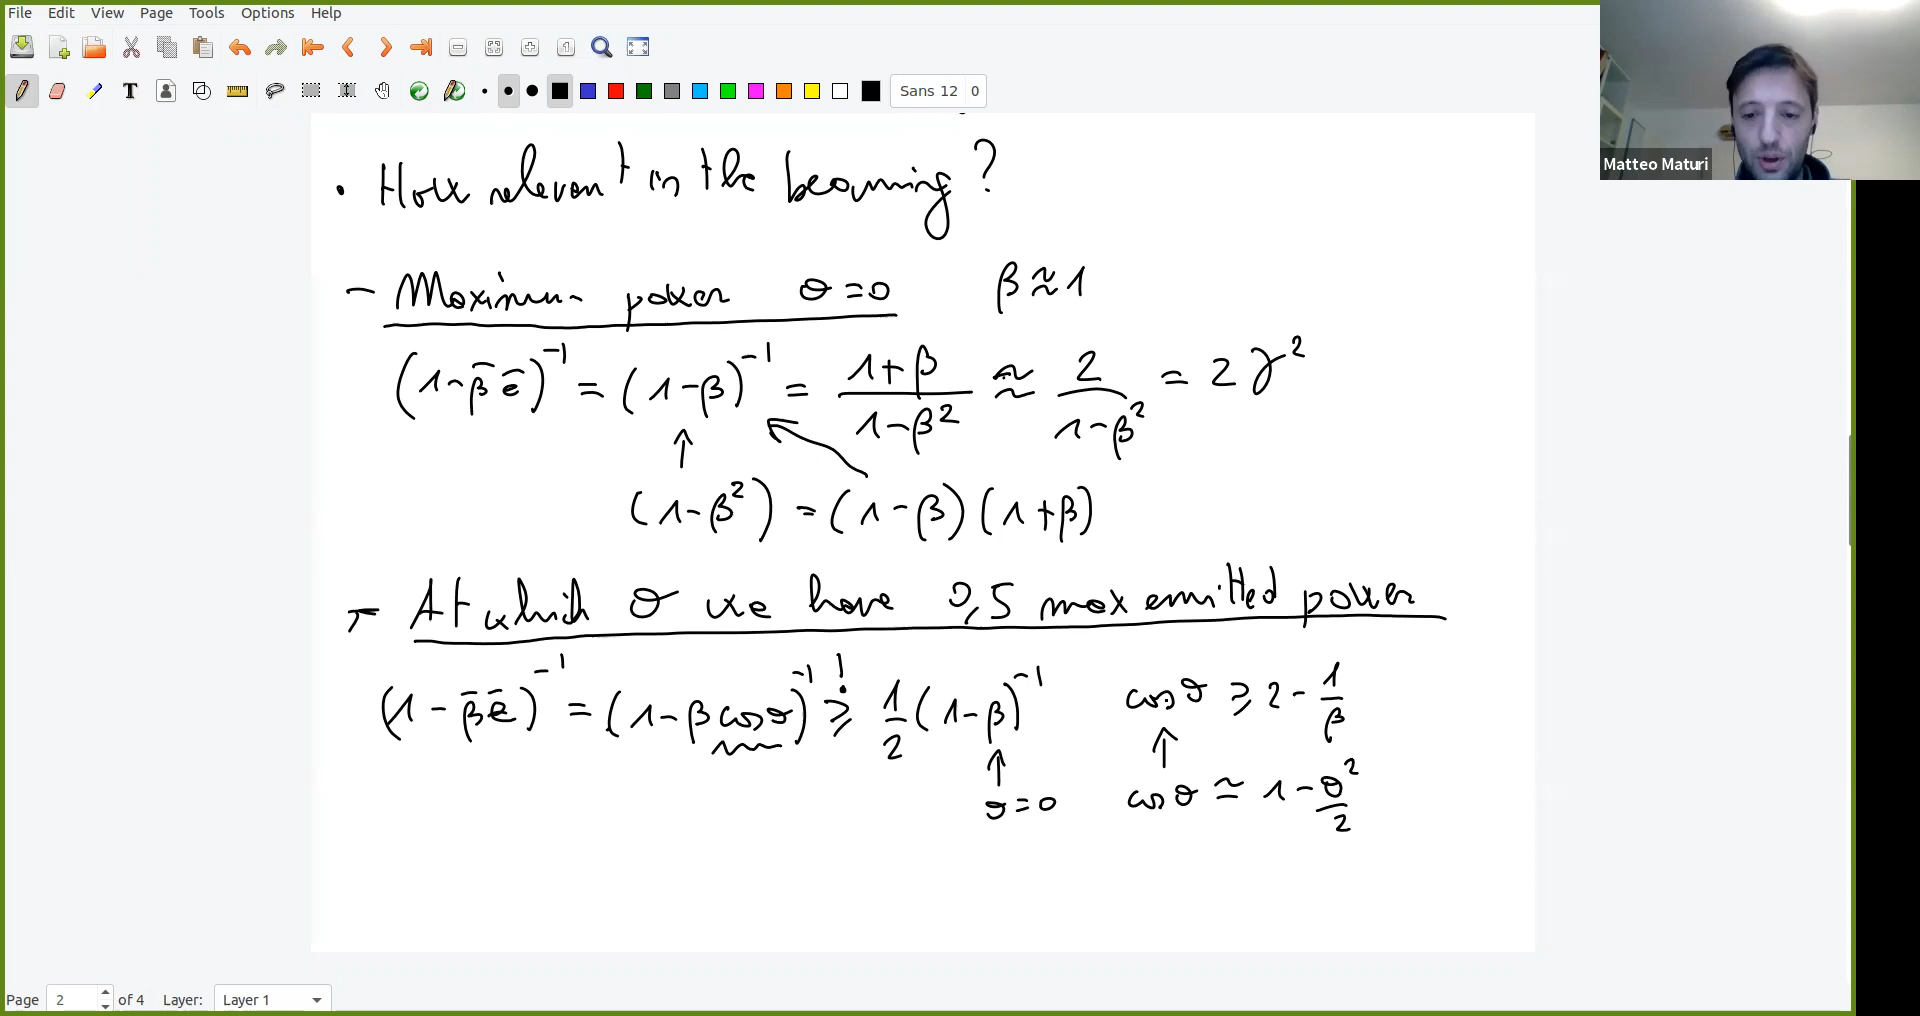 File Edit View Page Tools Options Help
Sans 12 0
Matteo Maturi
• How relevant is the beaming?
- Maximum power θ=0 β≈1
(1-β̄ ē)⁻¹ = (1-β)⁻¹ = (1+β)/(1-β²) ≈ 2/(1-β²) = 2γ²
(1-β²) = (1-β)(1+β)
- At which θ we have 0,5 max emitted power
(1-β̄ē)⁻¹ = (1-β cosθ)⁻¹ ≥! 1/2 (1-β)⁻¹ cosθ ≥ 2 - 1/β
θ=0 cosθ ≃ 1-θ²/2
Page 2 of 4 Layer: Layer 1